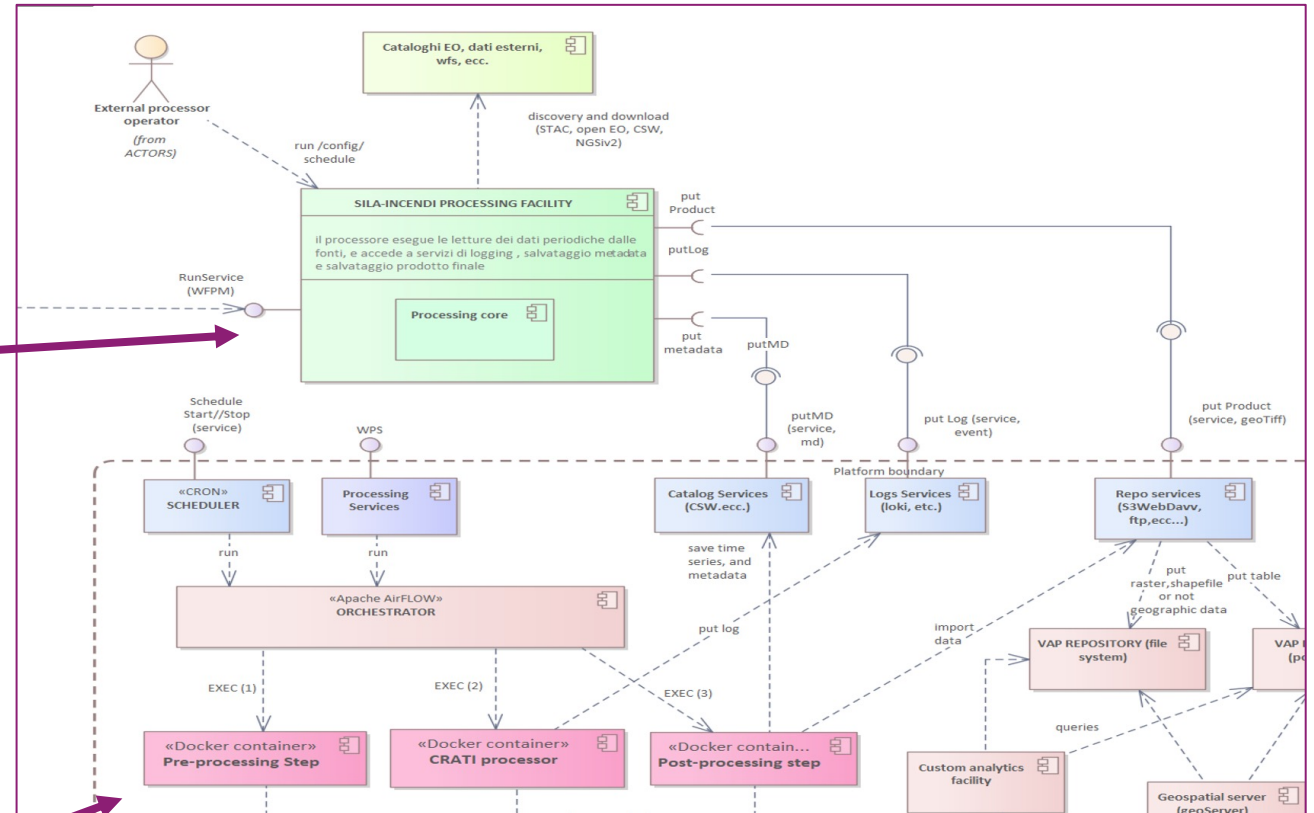 Cataloghi EO, dati esterni,
wfs, ecc.
External processor
operator
(from
ACTORS)
discovery and download
(STAC, open EO, CSW,
NGSiv2)
run /config/
schedule
SILA-INCENDI PROCESSING FACILITY
put
Product
il processore esegue le letture dei dati periodiche dalle
fonti, e accede a servizi di logging , salvataggio metadata
e salvataggio prodotto finale
putLog
RunService
(WFPM)
Processing core
put
metadata
putMD
Schedule
Start//Stop
(service)
WPS
putMD
(service,
md)
put Log (service,
event)
put Product
(service, geoTiff)
Platform boundary
«CRON»
SCHEDULER
Processing
Services
Catalog Services
(CSW.ecc.)
Logs Services
(loki, etc.)
Repo services
(S3WebDavv,
ftp,ecc...)
run
run
save time
series, and
metadata
put
raster,shapefile
or not
geographic data
put table
«Apache AirFLOW»
ORCHESTRATOR
put log
import
data
VAP REPOSITORY (file
system)
VAP
EXEC (1)
EXEC (2)
EXEC (3)
queries
«Docker container»
Pre-processing Step
«Docker container»
CRATI processor
«Docker contain...
Post-processing step
Custom analytics
facility
Geospatial server
(geoServer)